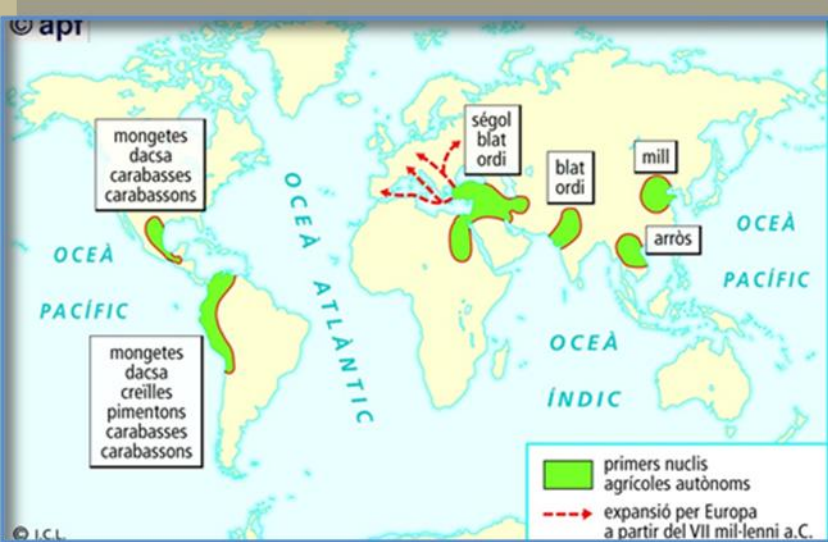 © apf
mongetes
dacsa
carabasses
carabassons
ségol
blat
ordi
blat
ordi
mill
arròs
OCEÀ
PACÍFIC
OCEÀ ATLÀNTIC
OCEÀ
PACÍFIC
OCEÀ
ÍNDIC
mongetes
dacsa
creïlles
pimentons
carabasses
carabassons
primers nuclis
agrícoles autònoms
expansió per Europa
a partir del VII mil·lenni a.C.
© I.C.L.